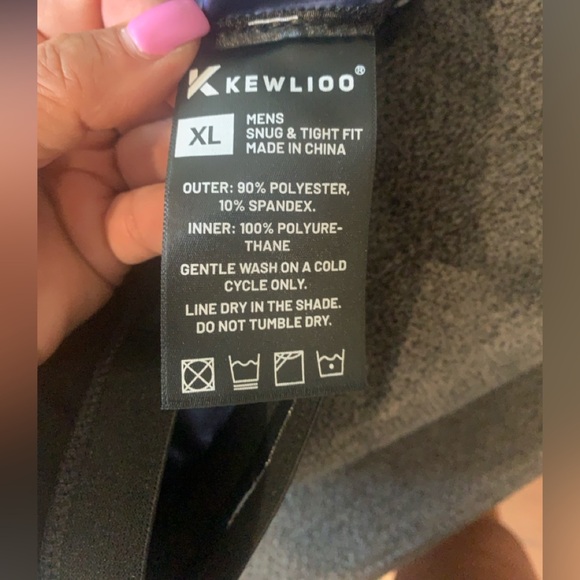 KEWLIOO®
XL
MENS
SNUG & TIGHT FIT
MADE IN CHINA
OUTER: 90% POLYESTER,
10% SPANDEX.
INNER: 100% POLYURE-
THANE
GENTLE WASH ON A COLD
CYCLE ONLY.
LINE DRY IN THE SHADE.
DO NOT TUMBLE DRY.